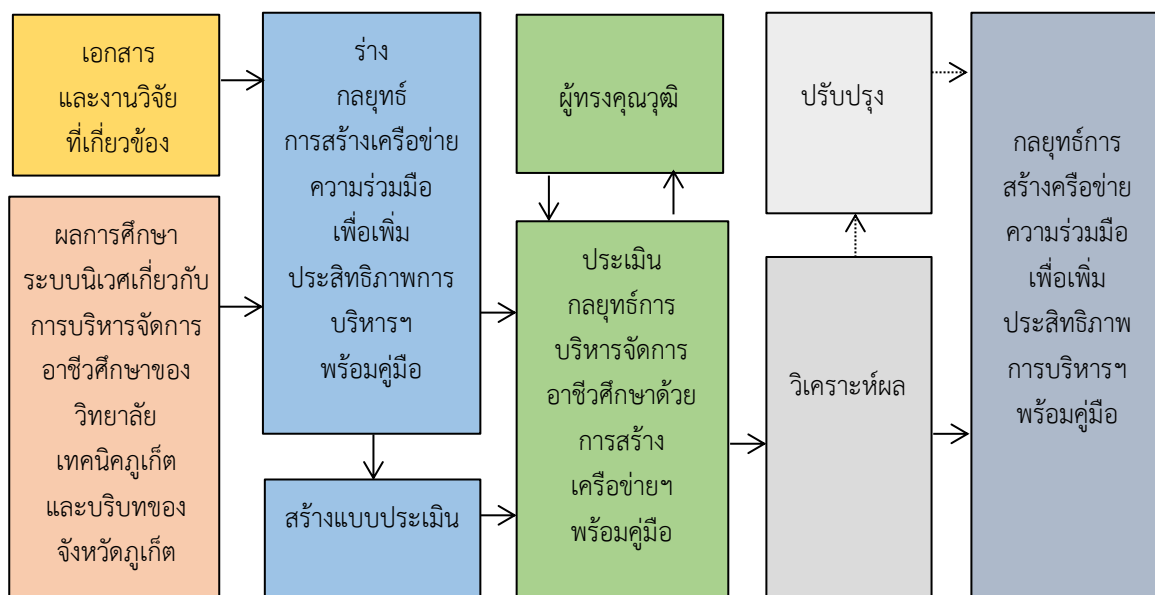 เอกสาร
และงานวิจัย
ที่เกี่ยวข้อง
ผลการศึกษา
ระบบนิเวศเกี่ยวกับ
การบริหารจัดการ
อาชีวศึกษาของ
วิทยาลัย
เทคนิคภูเก็ต
และบริบทของ
จังหวัดภูเก็ต
ร่าง
กลยุทธ์
การสร้างเครือข่าย
ความร่วมมือ
เพื่อเพิ่ม
ประสิทธิภาพการ
บริหารฯ
พร้อมคู่มือ
สร้างแบบประเมิน
ผู้ทรงคุณวุฒิ
ประเมิน
กลยุทธ์การ
บริหารจัดการ
อาชีวศึกษาด้วย
การสร้าง
เครือข่ายฯ
พร้อมคู่มือ
ปรับปรุง
วิเคราะห์ผล
กลยุทธ์การ
สร้างครือข่าย
ความร่วมมือ
เพื่อเพิ่ม
ประสิทธิภาพ
การบริหารฯ
พร้อมคู่มือ